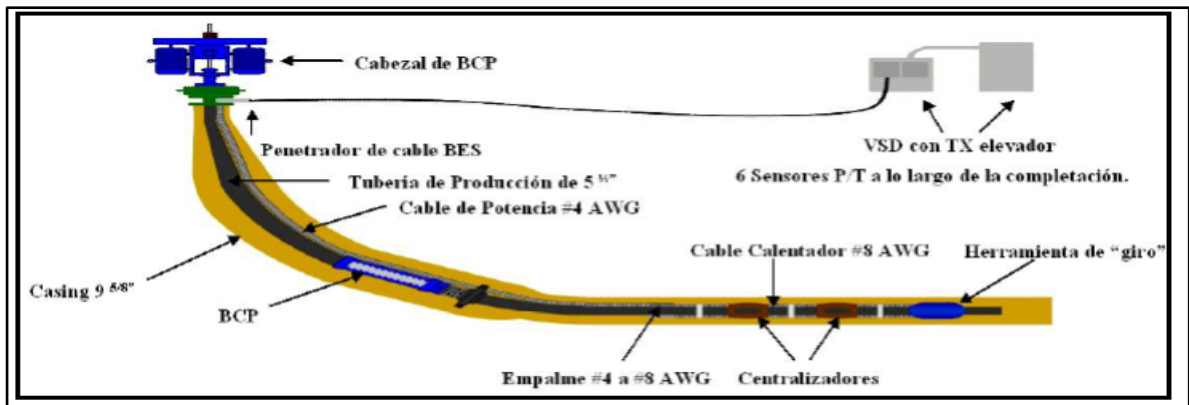 Cabezal de BCP
Penetrador de cable BES
VSD con TX elevador
6 Sensores P/T a lo largo de la completación.
Tubería de Producción de 5 ½”
Cable de Potencia #4 AWG
Cable Calentador #8 AWG
Herramienta de “giro”
Casing 9 5/8”
BCP
Empalme #4 a #8 AWG
Centralizadores